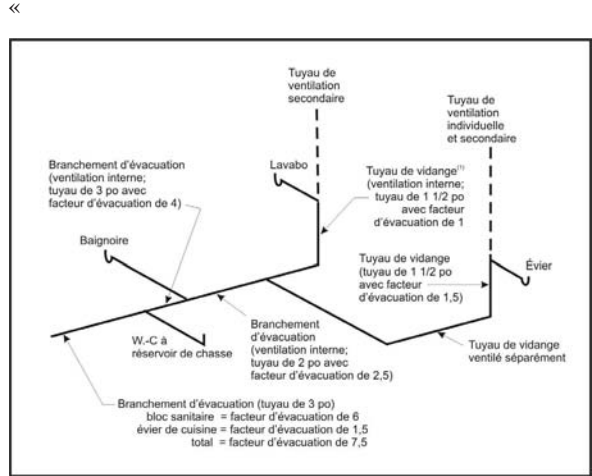 «
Tuyau de
ventilation
secondaire
Tuyau de
ventilation
individuelle
et secondaire
Branchement d'évacuation
(ventilation interne;
tuyau de 3 po avec
facteur d'évacuation de 4)
Lavabo
Tuyau de vidange(1)
(ventilation interne;
tuyau de 1 1/2 po
avec facteur
d'évacuation de 1
Baignoire
Tuyau de vidange
(tuyau de 1 1/2 po
avec facteur
d'évacuation de 1,5)
Évier
W.-C à
réservoir de chasse
Branchement
d'évacuation
(ventilation interne;
tuyau de 2 po avec
facteur d'évacuation de 2,5)
Tuyau de vidange
ventilé séparément
Branchement d'évacuation (tuyau de 3 po)
bloc sanitaire = facteur d'évacuation de 6
évier de cuisine = facteur d'évacuation de 1,5
total = facteur d'évacuation de 7,5